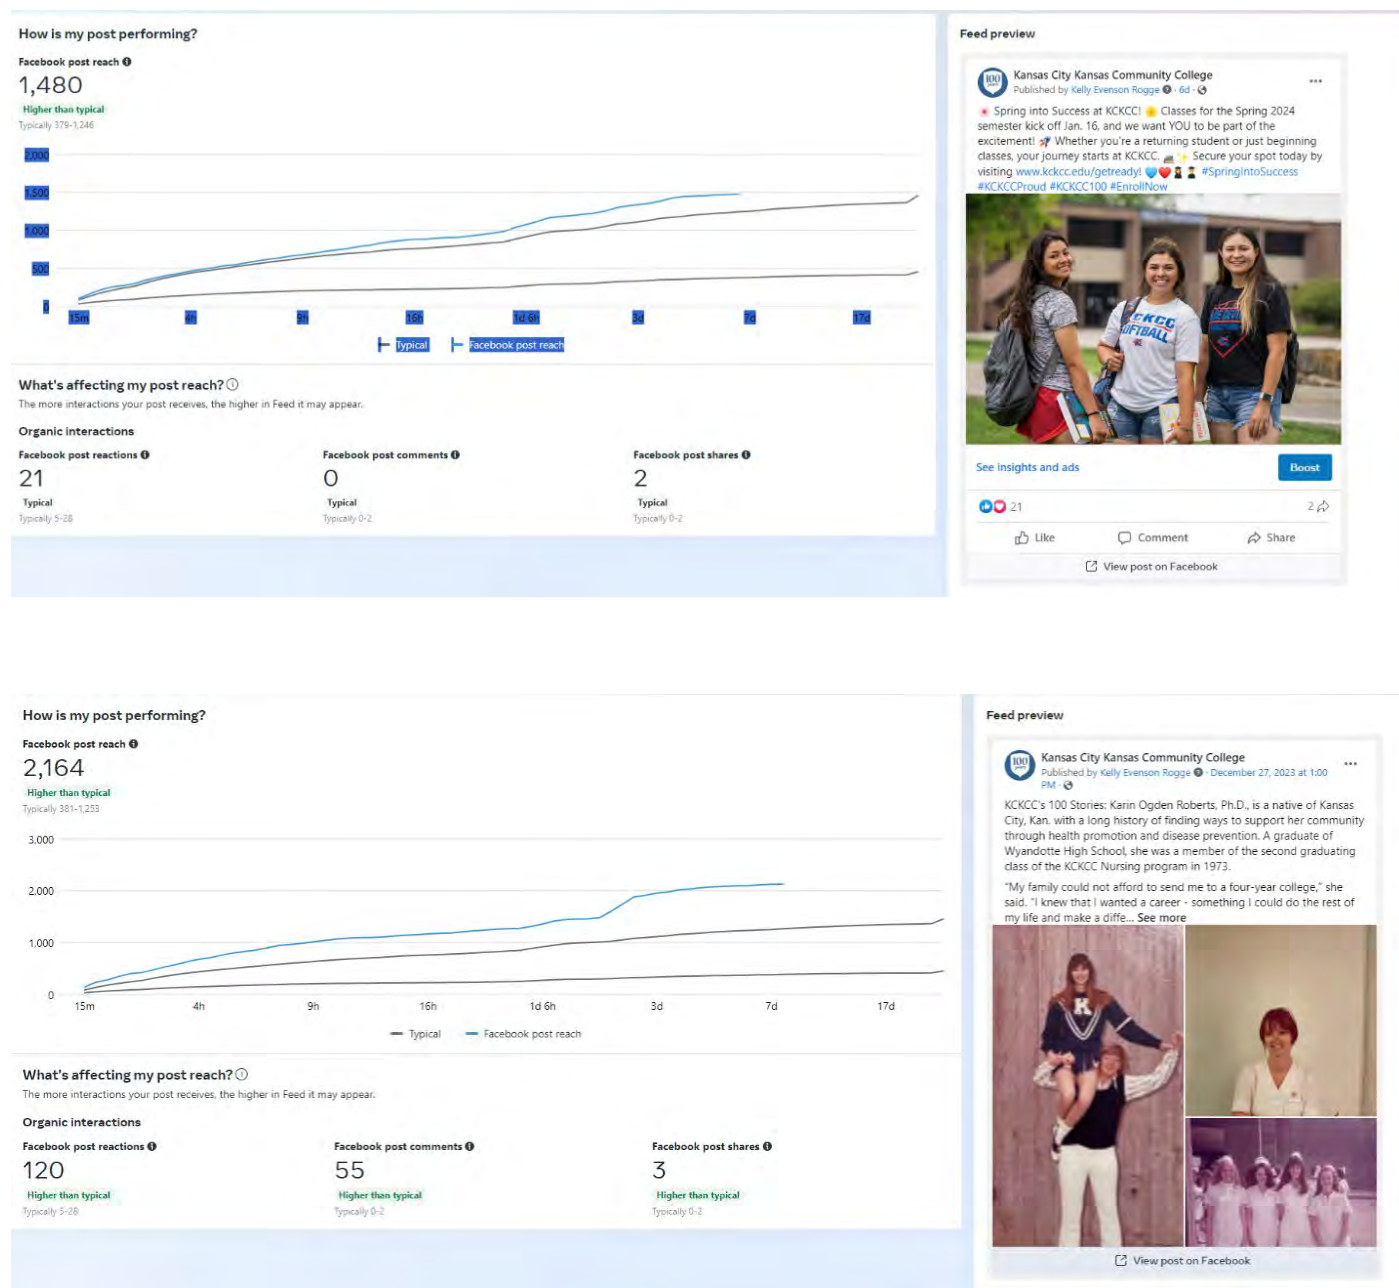 How is my post performing?
Facebook post reach
1,480
Higher than typical
Typically 379-1,246
2,000
1,500
1,000
500
0
15m 4h 9h 16h 1d 6h 3d 7d 17d
Typical Facebook post reach
What's affecting my post reach?
The more interactions your post receives, the higher in Feed it may appear.
Organic interactions
Facebook post reactions Facebook post comments Facebook post shares
21 0 2
Typical Typical Typical
Typically 5-28 Typically 0-2 Typically 0-2
Feed preview
100
Kansas City Kansas Community College
Published by Kelly Evenson Rogge · 6d ·
Spring into Success at KCKCC! Classes for the Spring 2024
semester kick off Jan. 16, and we want YOU to be part of the
excitement! Whether you're a returning student or just beginning
classes, your journey starts at KCKCC. Secure your spot today by
visiting www.kckcc.edu/getready! #SpringIntoSuccess
#KCKCCProud #KCKCC100 #EnrollNow
KCKCC
SOFTBALL
See insights and ads Boost
21 2
Like Comment Share
View post on Facebook
How is my post performing?
Facebook post reach
2,164
Higher than typical
Typically 381-1,253
3,000
2,000
1,000
0
15m 4h 9h 16h 1d 6h 3d 7d 17d
Typical Facebook post reach
What's affecting my post reach?
The more interactions your post receives, the higher in Feed it may appear.
Organic interactions
Facebook post reactions Facebook post comments Facebook post shares
120 55 3
Higher than typical Higher than typical Higher than typical
Typically 5-28 Typically 0-2 Typically 0-2
Feed preview
100
Kansas City Kansas Community College
Published by Kelly Evenson Rogge · December 27, 2023 at 1:00
PM ·
KCKCC's 100 Stories: Karin Ogden Roberts, Ph.D., is a native of Kansas
City, Kan. with a long history of finding ways to support her community
through health promotion and disease prevention. A graduate of
Wyandotte High School, she was a member of the second graduating
class of the KCKCC Nursing program in 1973.
"My family could not afford to send me to a four-year college," she
said. "I knew that I wanted a career - something I could do the rest of
my life and make a diffe... See more
K
View post on Facebook